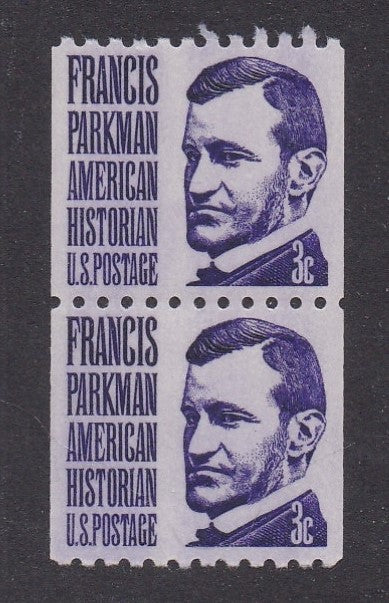 FRANCIS
PARKMAN
AMERICAN
HISTORIAN
U.S.POSTAGE
3c
FRANCIS
PARKMAN
AMERICAN
HISTORIAN
U.S.POSTAGE
3c